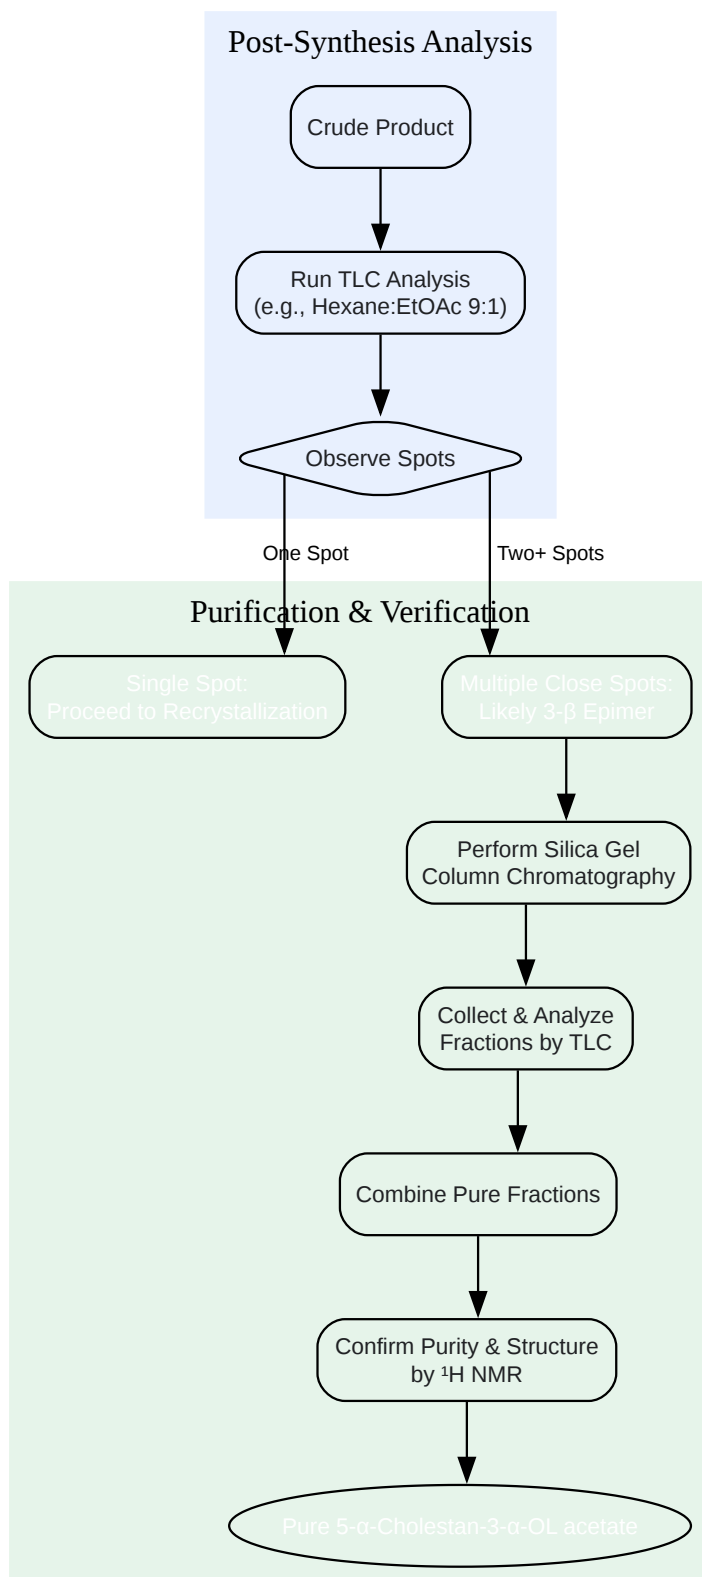 Post-Synthesis Analysis
Crude Product
Run TLC Analysis
(e.g., Hexane:EtOAc 9:1)
Observe Spots
One Spot
Two+ Spots
Purification & Verification
Single Spot:
Proceed to Recrystallization
Multiple Close Spots:
Likely 3-β Epimer
Perform Silica Gel
Column Chromatography
Collect & Analyze
Fractions by TLC
Combine Pure Fractions
Confirm Purity & Structure
by ¹H NMR
Pure 5-α-Cholestan-3-α-OL acetate